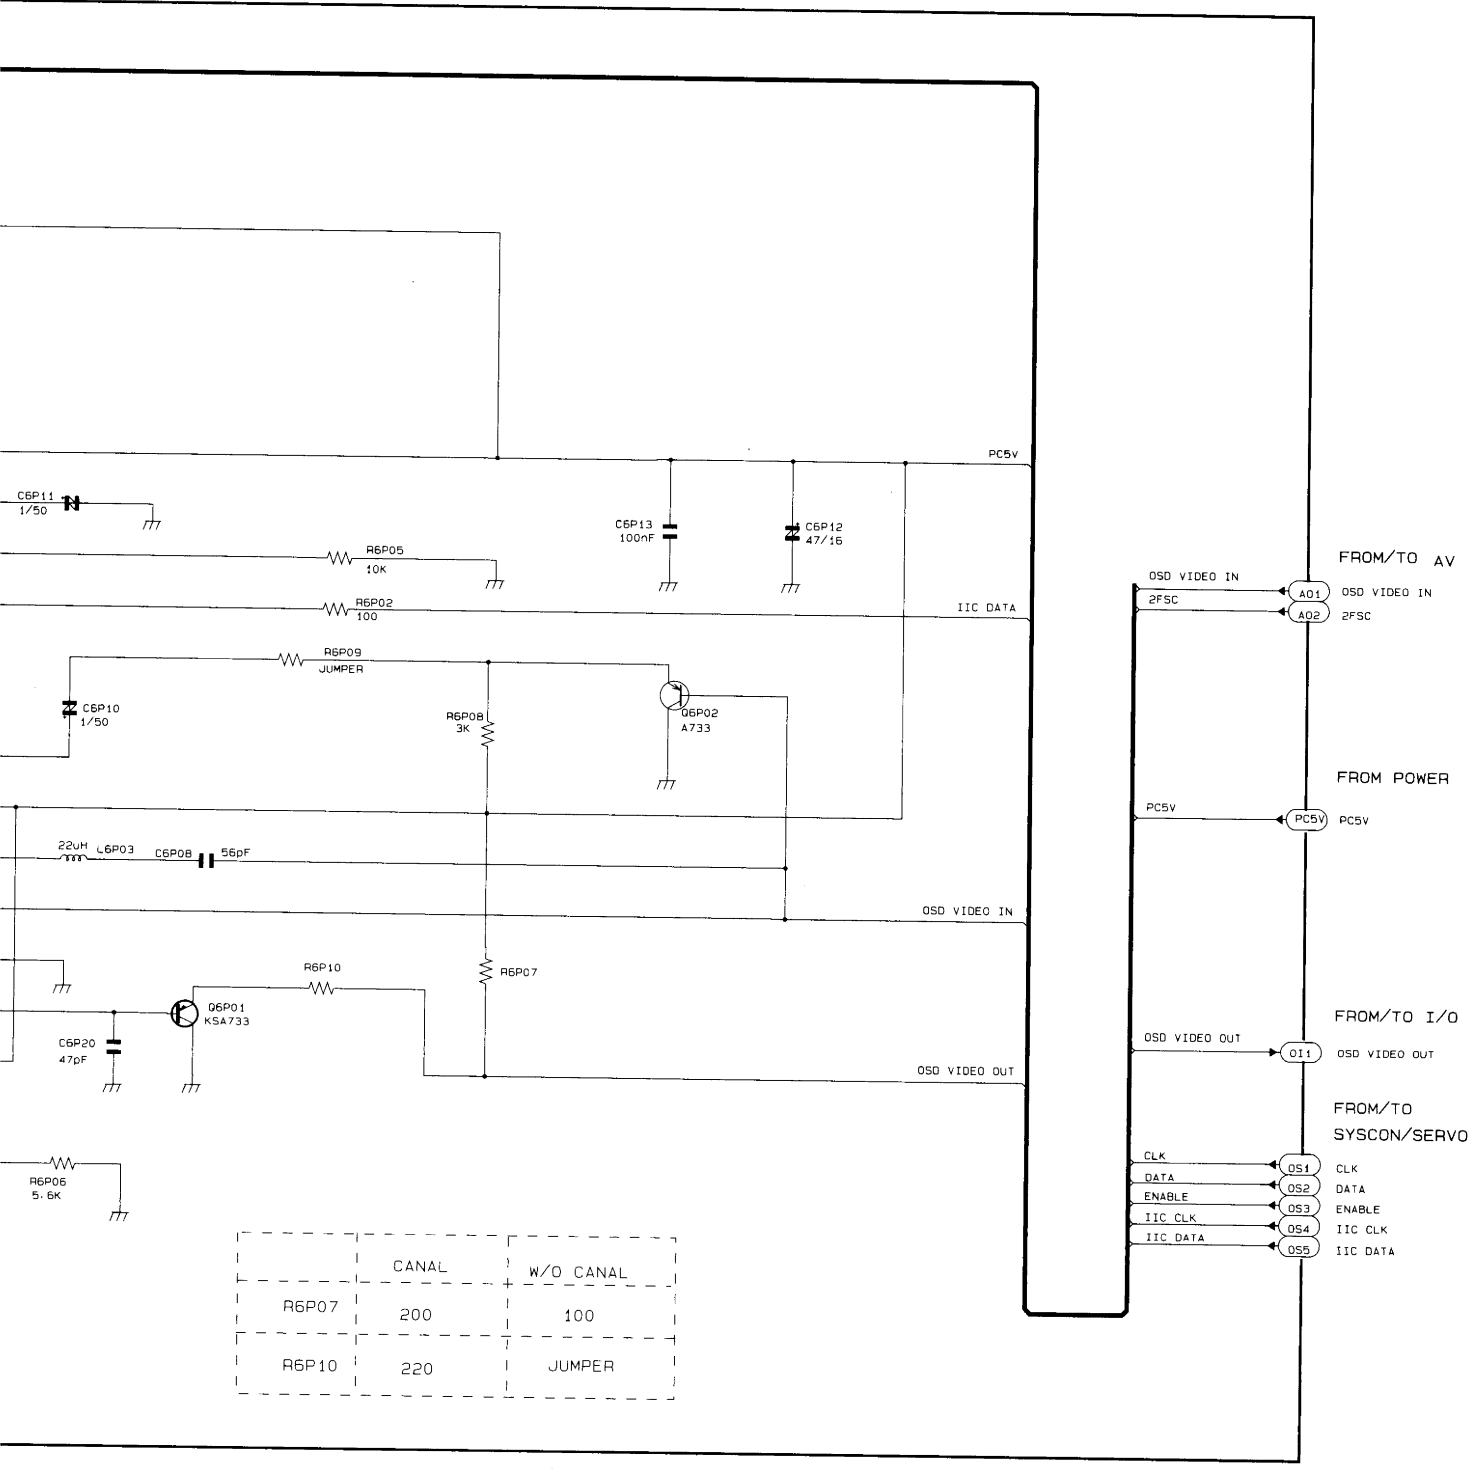 PC5V
C6P11
1/50
C6P13
100nF
C6P12
47/16
R6P05
10K
R6P02
100
IIC DATA
R6P09
JUMPER
C6P10
1/50
R6P08
3K
Q6P02
A733
22uH L6P03 C6P08 56pF
OSD VIDEO IN
R6P10
R6P07
Q6P01
KSA733
C6P20
47pF
OSD VIDEO OUT
R6P06
5.6K
CANAL W/O CANAL
R6P07 200 100
R6P10 220 JUMPER
FROM/TO AV
OSD VIDEO IN A01 OSD VIDEO IN
2FSC A02 2FSC
FROM POWER
PC5V PC5V PC5V
FROM/TO I/O
OSD VIDEO OUT OI1 OSD VIDEO OUT
FROM/TO
SYSCON/SERVO
CLK OS1 CLK
DATA OS2 DATA
ENABLE OS3 ENABLE
IIC CLK OS4 IIC CLK
IIC DATA OS5 IIC DATA